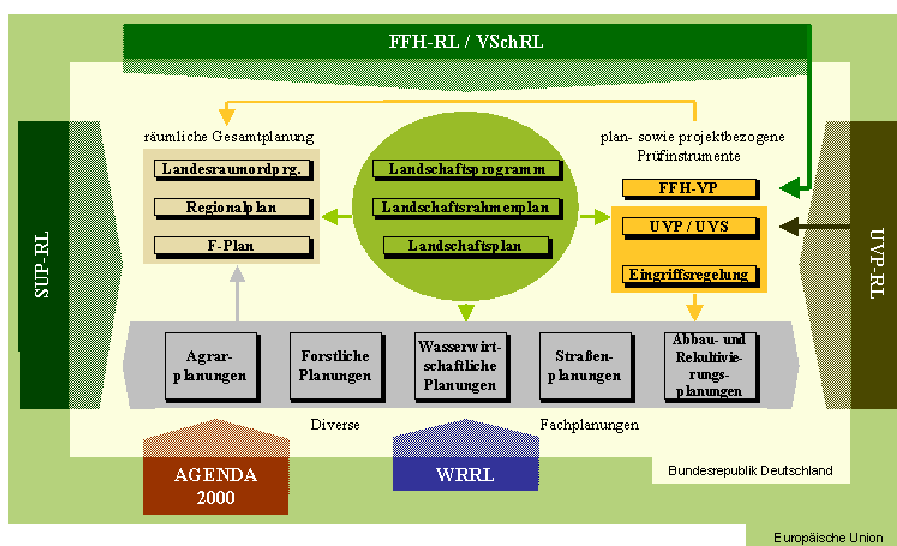 FFH-RL / VSchRL
SUP-RL
UVP-RL
räumliche Gesamtplanung
Landesraumordprg.
Regionalplan
F-Plan
Landschaftsprogramm
Landschaftsrahmenplan
Landschaftsplan
plan- sowie projektbezogene
Prüfinstrumente
FFH-VP
UVP / UVS
Eingriffsregelung
Agrar-
planungen
Forstliche
Planungen
Wasserwirt-
schaftliche
Planungen
Straßen-
planungen
Abbau- und
Rekultivie-
rungs-
planungen
Diverse
Fachplanungen
AGENDA
2000
WRRL
Bundesrepublik Deutschland
Europäische Union